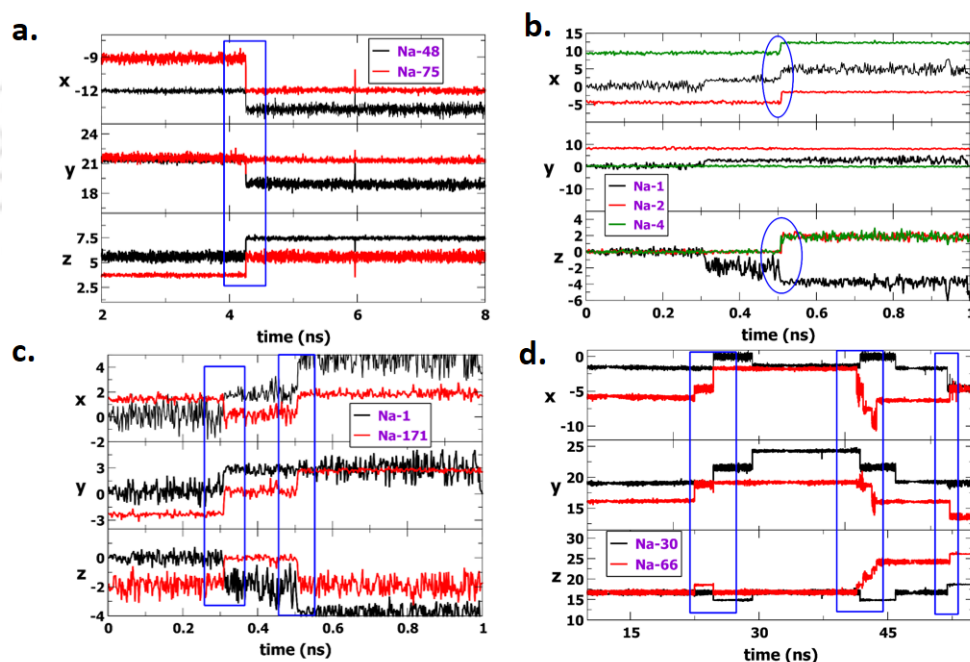 a.
Na-48
Na-75
-9
-12
x
24
21
18
y
7.5
5
2.5
z
2 4 6 8
time (ns)
b.
15
10
5
0
-5
x
10
0
-10
y
Na-1
Na-2
Na-4
4
2
0
-2
-4
-6
z
0 0.2 0.4 0.6 0.8 1
time (ns)
c.
4
2
0
-2
x
Na-1
Na-171
3
0
-3
y
0
-2
-4
z
0 0.2 0.4 0.6 0.8 1
time (ns)
d.
0
-5
-10
x
25
20
15
y
Na-30
Na-66
30
25
20
15
10
z
15 30 45
time (ns)